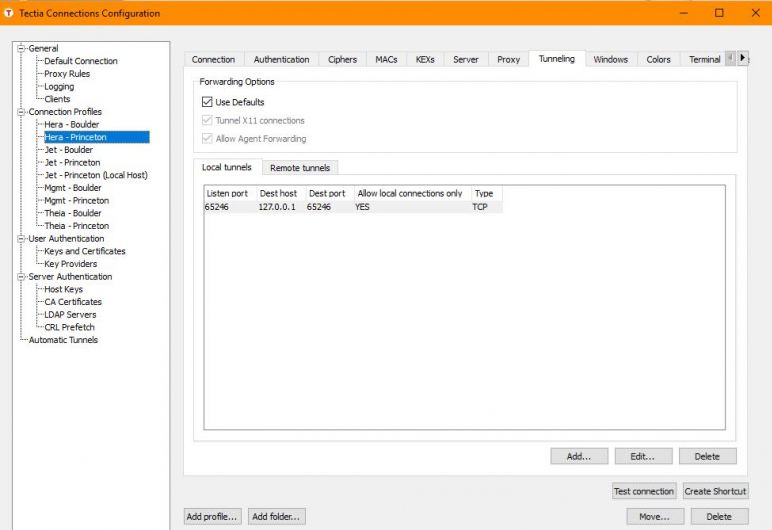 Tectia Connections Configuration
General
Default Connection
Proxy Rules
Logging
Clients
Connection Profiles
Hera - Boulder
Hera - Princeton
Jet - Boulder
Jet - Princeton
Jet - Princeton (Local Host)
Mgmt - Boulder
Mgmt - Princeton
Theia - Boulder
Theia - Princeton
User Authentication
Keys and Certificates
Key Providers
Server Authentication
Host Keys
CA Certificates
LDAP Servers
CRL Prefetch
Automatic Tunnels
Connection Authentication Ciphers MACs KEXs Server Proxy Tunneling Windows Colors Terminal
Forwarding Options
Use Defaults
Tunnel X11 connections
Allow Agent Forwarding
Local tunnels Remote tunnels
Listen port Dest host Dest port Allow local connections only Type
65246 127.0.0.1 65246 YES TCP
Add... Edit... Delete
Test connection Create Shortcut
Add profile... Add folder... Move... Delete